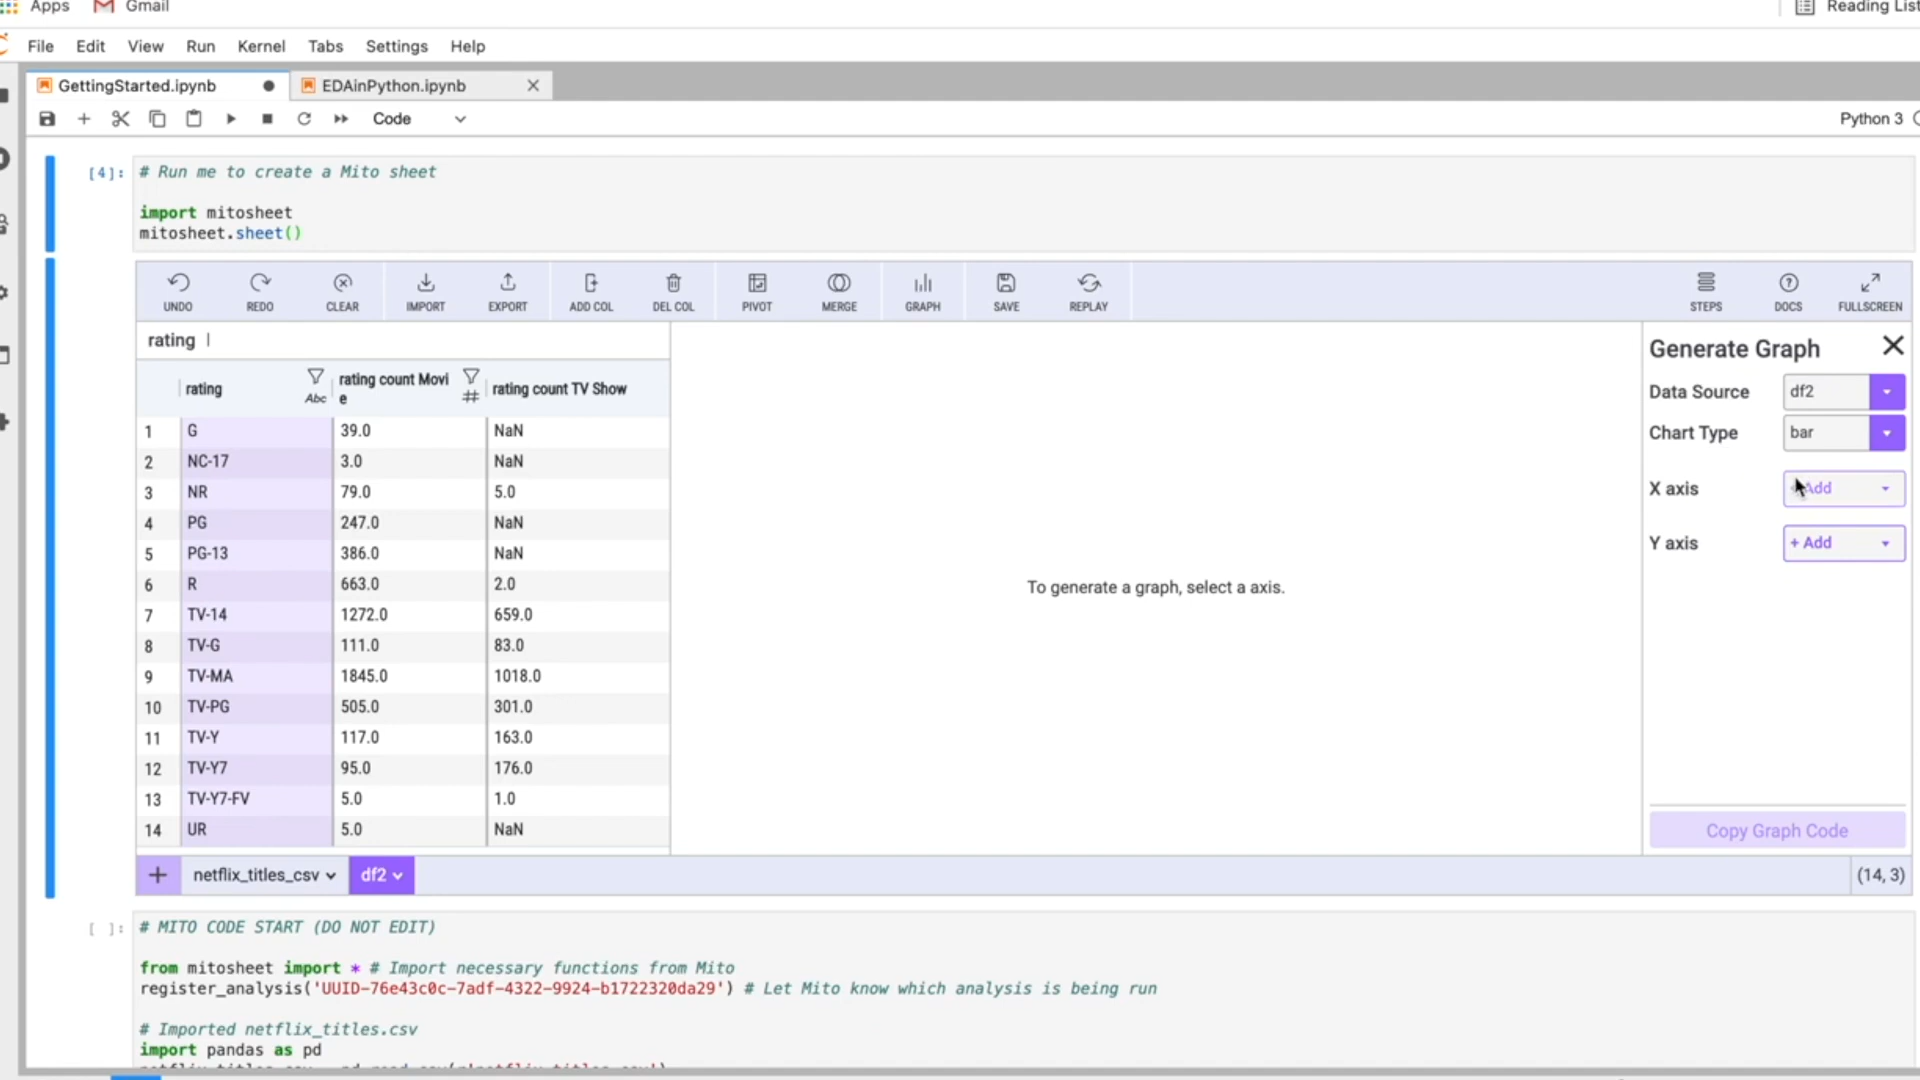 Apps Gmail Reading List
File Edit View Run Kernel Tabs Settings Help
GettingStarted.ipynb EDAinPython.ipynb
Code Python 3
[4]: # Run me to create a Mito sheet
import mitosheet
mitosheet.sheet()
UNDO REDO CLEAR IMPORT EXPORT ADD COL DEL COL PIVOT MERGE GRAPH SAVE REPLAY STEPS DOCS FULLSCREEN
rating
Generate Graph
rating Abc rating count Movi
e # rating count TV Show
Data Source df2
Chart Type bar
X axis Add
Y axis + Add
1 G 39.0 NaN
2 NC-17 3.0 NaN
3 NR 79.0 5.0
4 PG 247.0 NaN
5 PG-13 386.0 NaN
6 R 663.0 2.0
7 TV-14 1272.0 659.0
8 TV-G 111.0 83.0
9 TV-MA 1845.0 1018.0
10 TV-PG 505.0 301.0
11 TV-Y 117.0 163.0
12 TV-Y7 95.0 176.0
13 TV-Y7-FV 5.0 1.0
14 UR 5.0 NaN
To generate a graph, select a axis.
Copy Graph Code
+ netflix_titles_csv df2 (14, 3)
[ ]: # MITO CODE START (DO NOT EDIT)
from mitosheet import * # Import necessary functions from Mito
register_analysis('UUID-76e43c0c-7adf-4322-9924-b1722320da29') # Let Mito know which analysis is being run
# Imported netflix_titles.csv
import pandas as pd